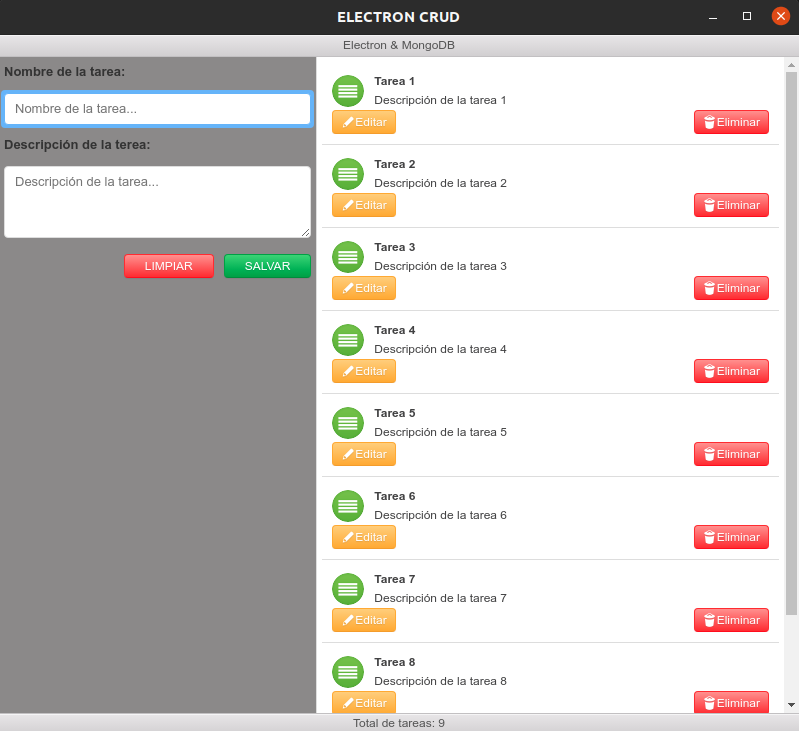 ELECTRON CRUD
Electron & MongoDB
Nombre de la tarea:
Nombre de la tarea...
Descripción de la terea:
Descripción de la tarea...
LIMPIAR SALVAR
Tarea 1
Descripción de la tarea 1
Editar Eliminar
Tarea 2
Descripción de la tarea 2
Editar Eliminar
Tarea 3
Descripción de la tarea 3
Editar Eliminar
Tarea 4
Descripción de la tarea 4
Editar Eliminar
Tarea 5
Descripción de la tarea 5
Editar Eliminar
Tarea 6
Descripción de la tarea 6
Editar Eliminar
Tarea 7
Descripción de la tarea 7
Editar Eliminar
Tarea 8
Descripción de la tarea 8
Editar Eliminar
Total de tareas: 9